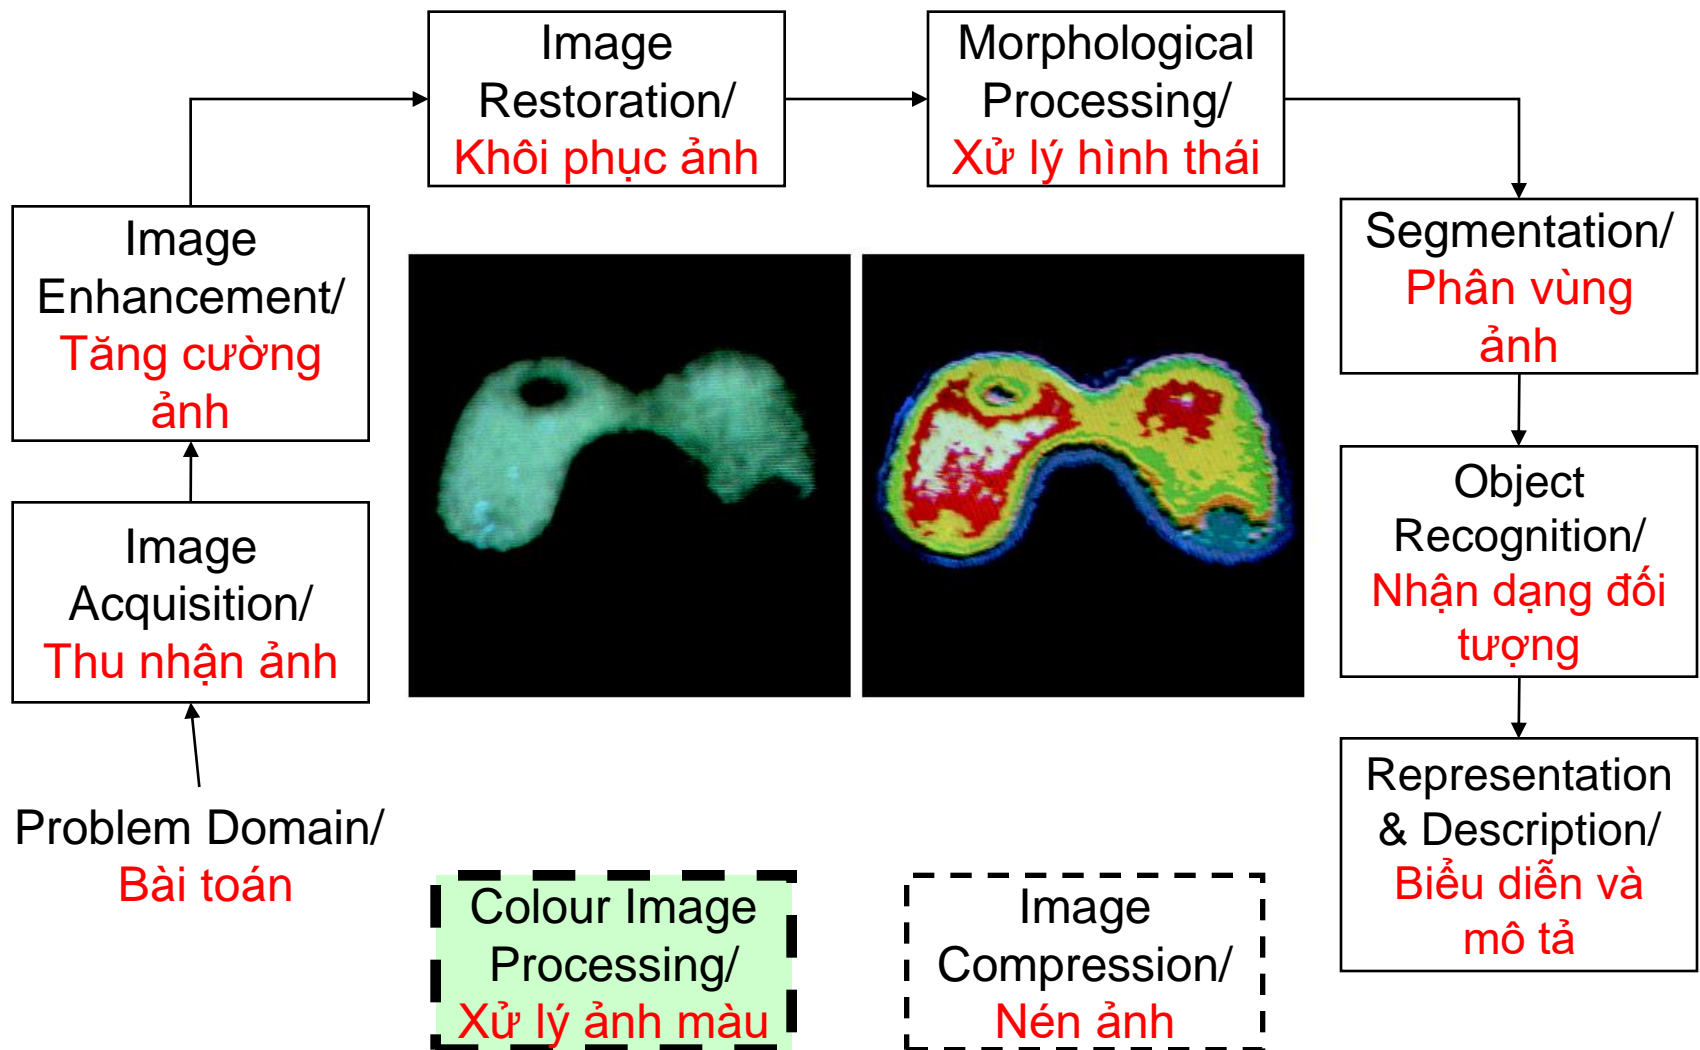 Image
Restoration/
Khôi phục ảnh
Morphological
Processing/
Xử lý hình thái
Image
Enhancement/
Tăng cường
ảnh
Segmentation/
Phân vùng
ảnh
Image
Acquisition/
Thu nhận ảnh
Object
Recognition/
Nhận dạng đối
tượng
Problem Domain/
Bài toán
Representation
& Description/
Biểu diễn và
mô tả
Colour Image
Processing/
Xử lý ảnh màu
Image
Compression/
Nén ảnh